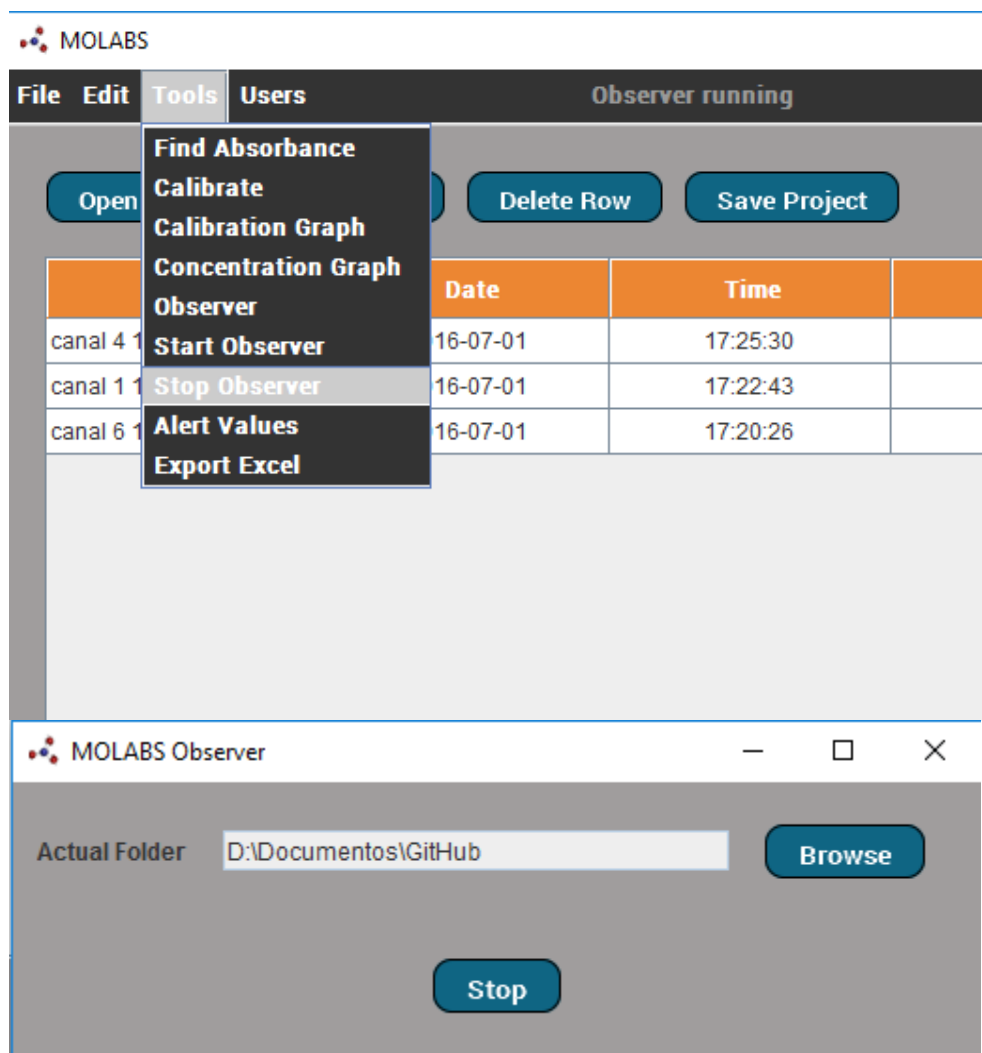 MOLABS
File Edit Tools Users Observer running
Find Absorbance
Open Calibrate Delete Row Save Project
Calibration Graph
Concentration Graph
Date Time
Observer
canal 4 1 Start Observer 16-07-01 17:25:30
canal 1 1 Stop Observer 16-07-01 17:22:43
canal 6 1 Alert Values 16-07-01 17:20:26
Export Excel
MOLABS Observer
Actual Folder D:\Documentos\GitHub Browse
Stop